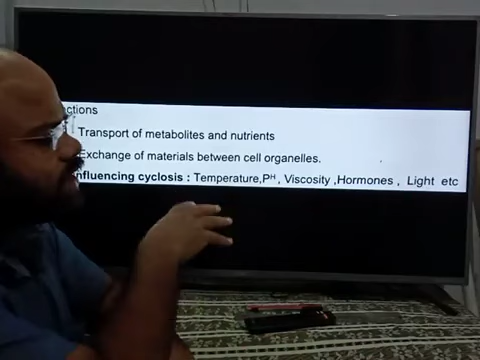 ctions
Transport of metabolites and nutrients
Exchange of materials between cell organelles.
nfluencing cyclosis : Temperature,Pᴴ , Viscosity ,Hormones , Light etc